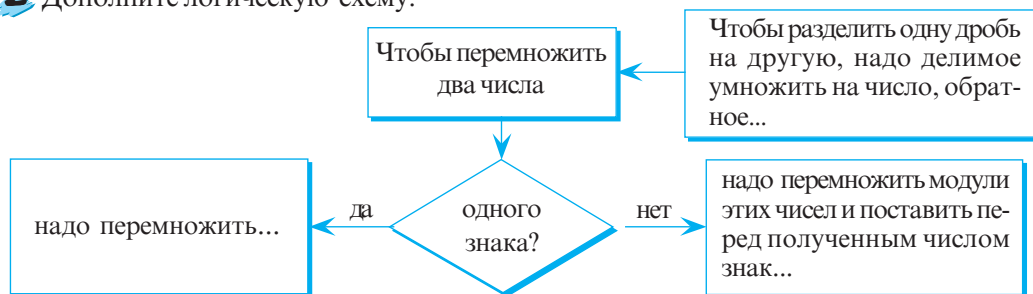 Дополните логическую схему.
Чтобы перемножить
два числа
Чтобы разделить одну дробь
на другую, надо делимое
умножить на число, обрат-
ное...
надо перемножить...
да
одного
знака?
нет
надо перемножить модули
этих чисел и поставить пе-
ред полученным числом
знак...